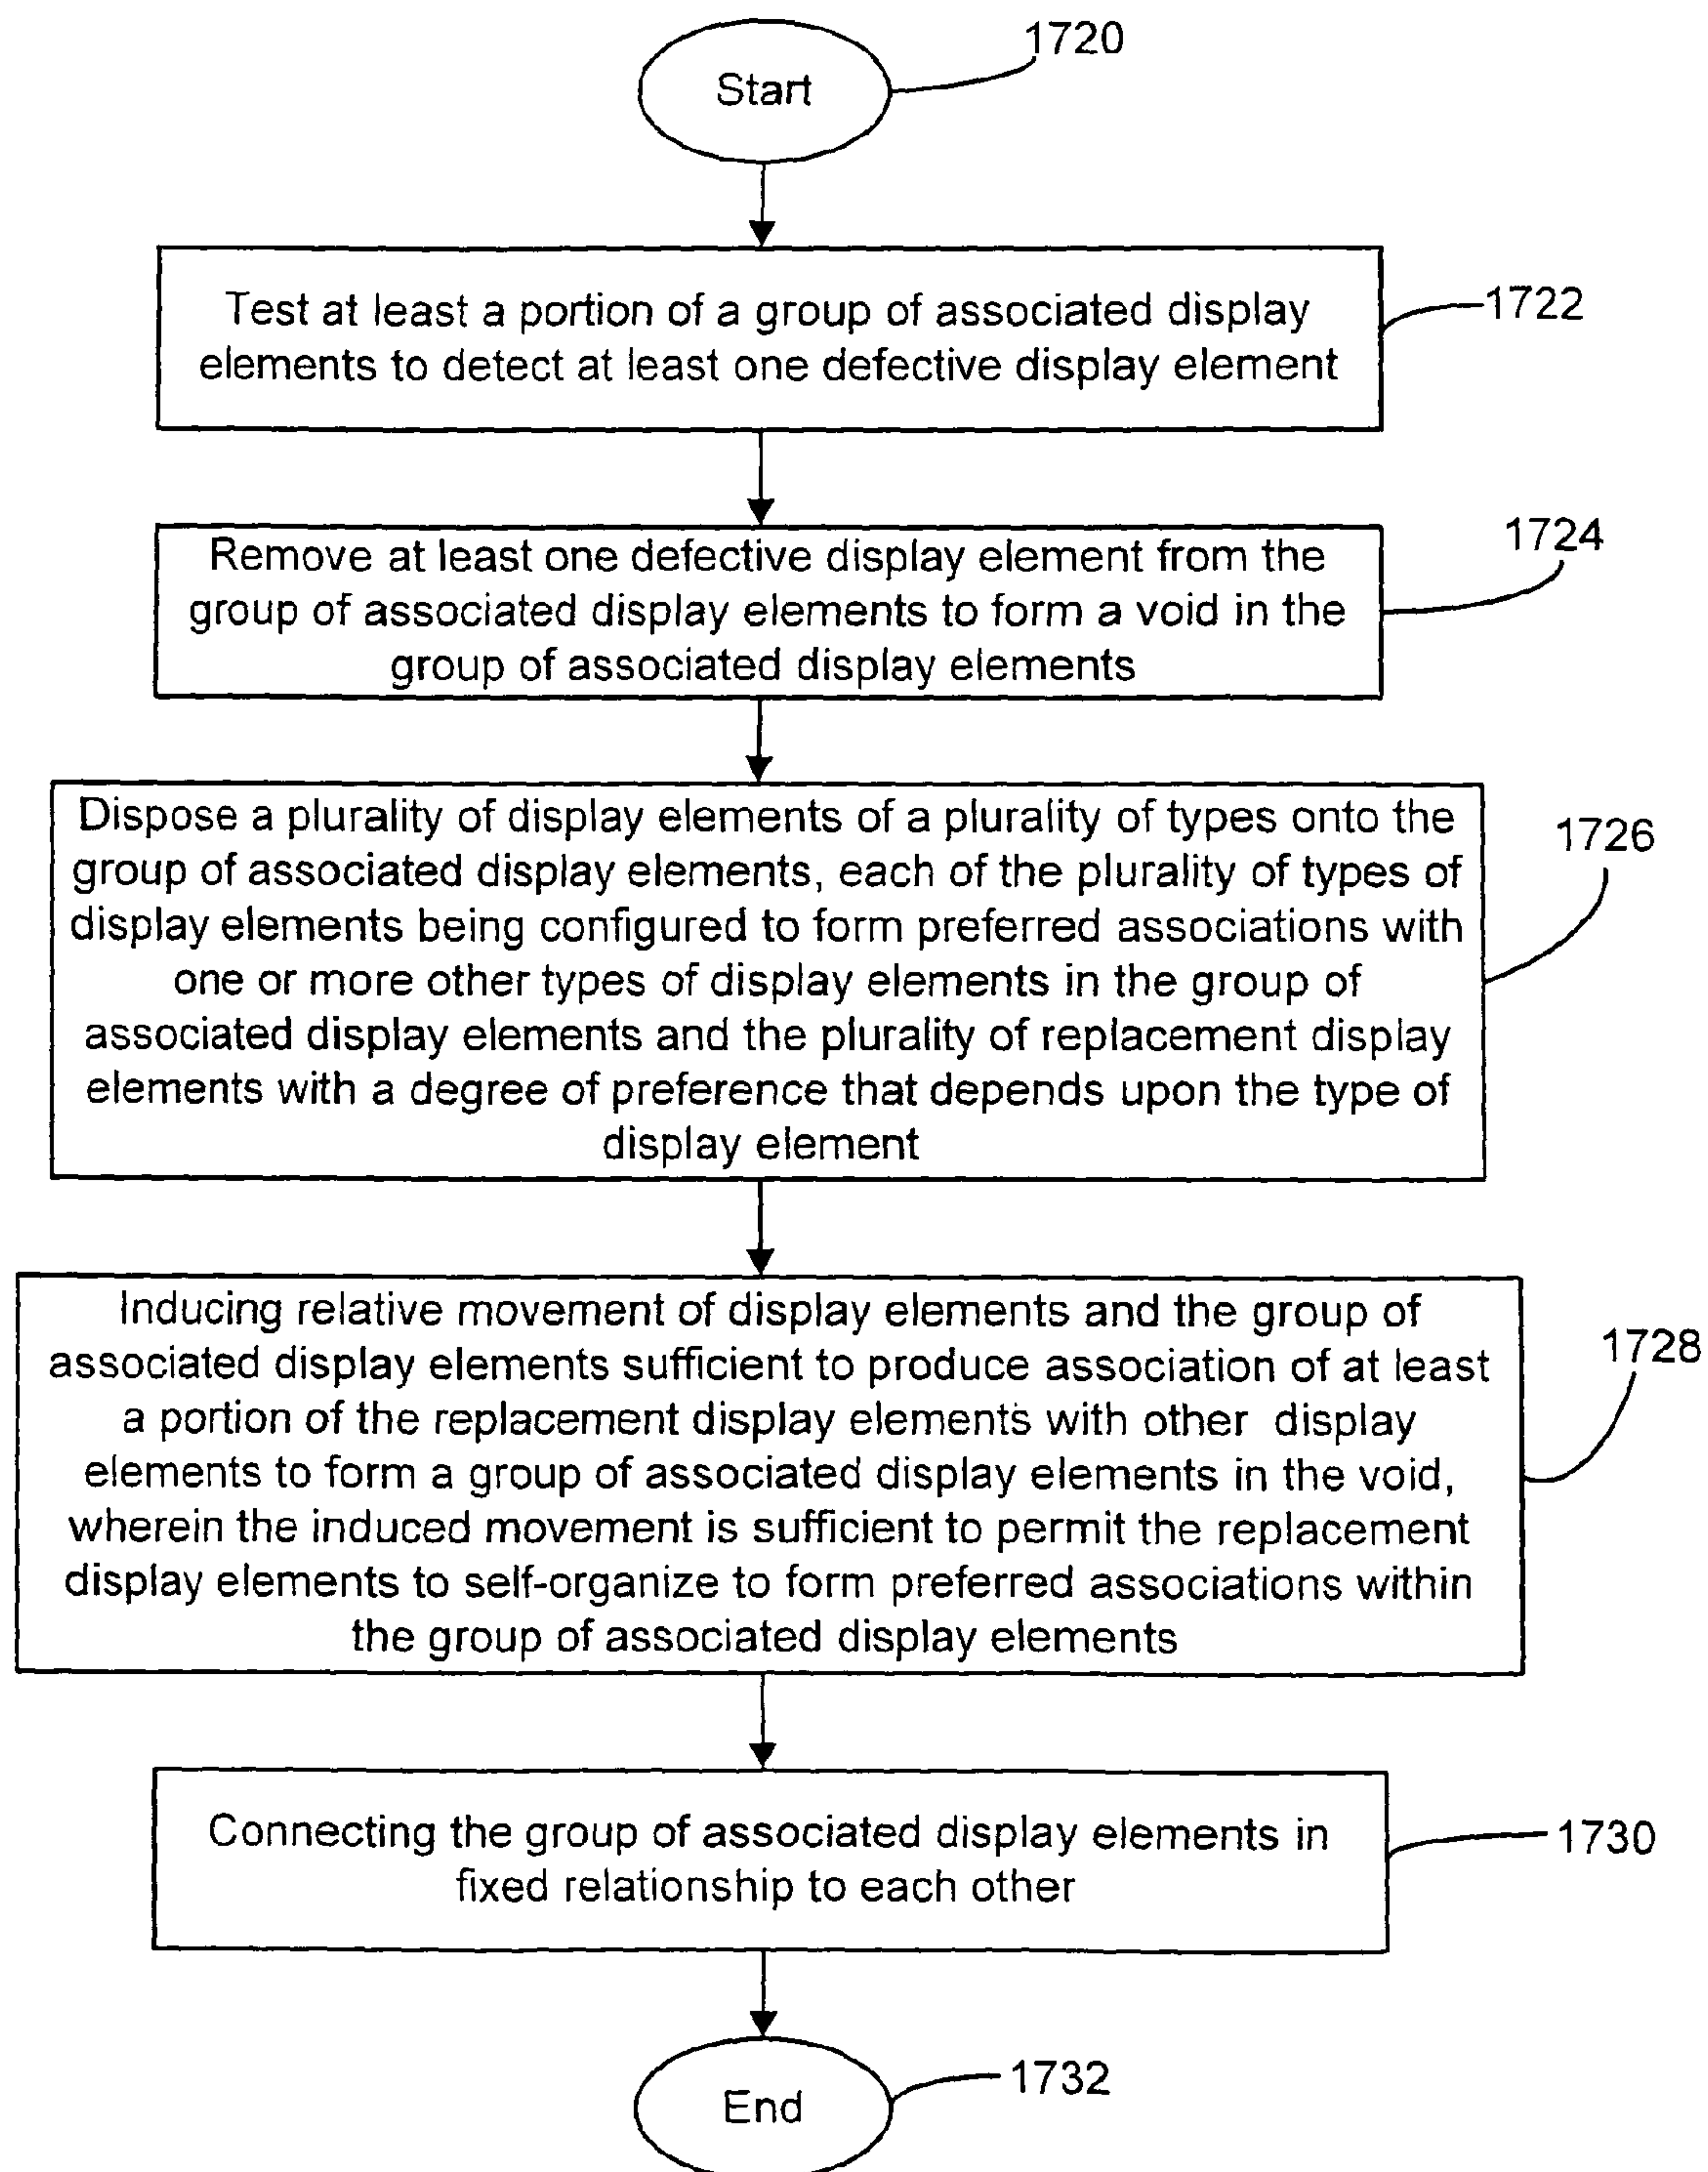 Start
1720
Test at least a portion of a group of associated display
elements to detect at least one defective display element
1722
Remove at least one defective display element from the
group of associated display elements to form a void in the
group of associated display elements
1724
Dispose a plurality of display elements of a plurality of types onto the
group of associated display elements, each of the plurality of types of
display elements being configured to form preferred associations with
one or more other types of display elements in the group of
associated display elements and the plurality of replacement display
elements with a degree of preference that depends upon the type of
display element
1726
Inducing relative movement of display elements and the group of
associated display elements sufficient to produce association of at least
a portion of the replacement display elements with other display
elements to form a group of associated display elements in the void,
wherein the induced movement is sufficient to permit the replacement
display elements to self-organize to form preferred associations within
the group of associated display elements
1728
Connecting the group of associated display elements in
fixed relationship to each other
1730
End
1732